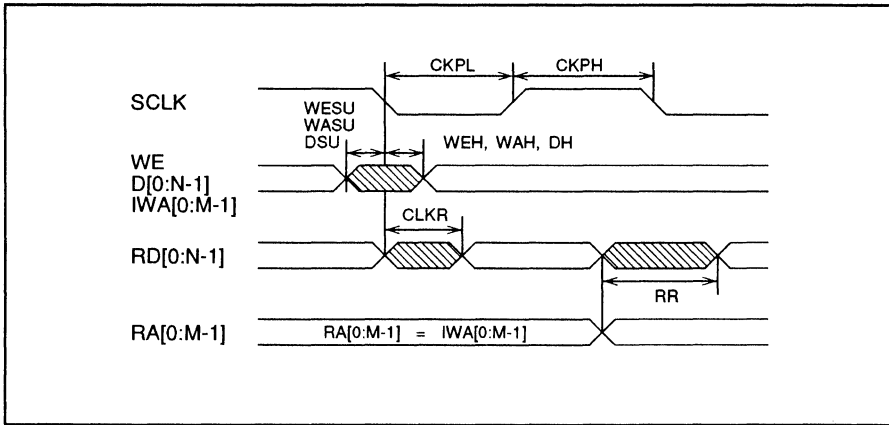 CKPL
CKPH
SCLK
WESU
WASU
DSU
WEH, WAH, DH
WE
D[0:N-1]
IWA[0:M-1]
CLKR
RD[0:N-1]
RR
RA[0:M-1]
RA[0:M-1] = IWA[0:M-1]